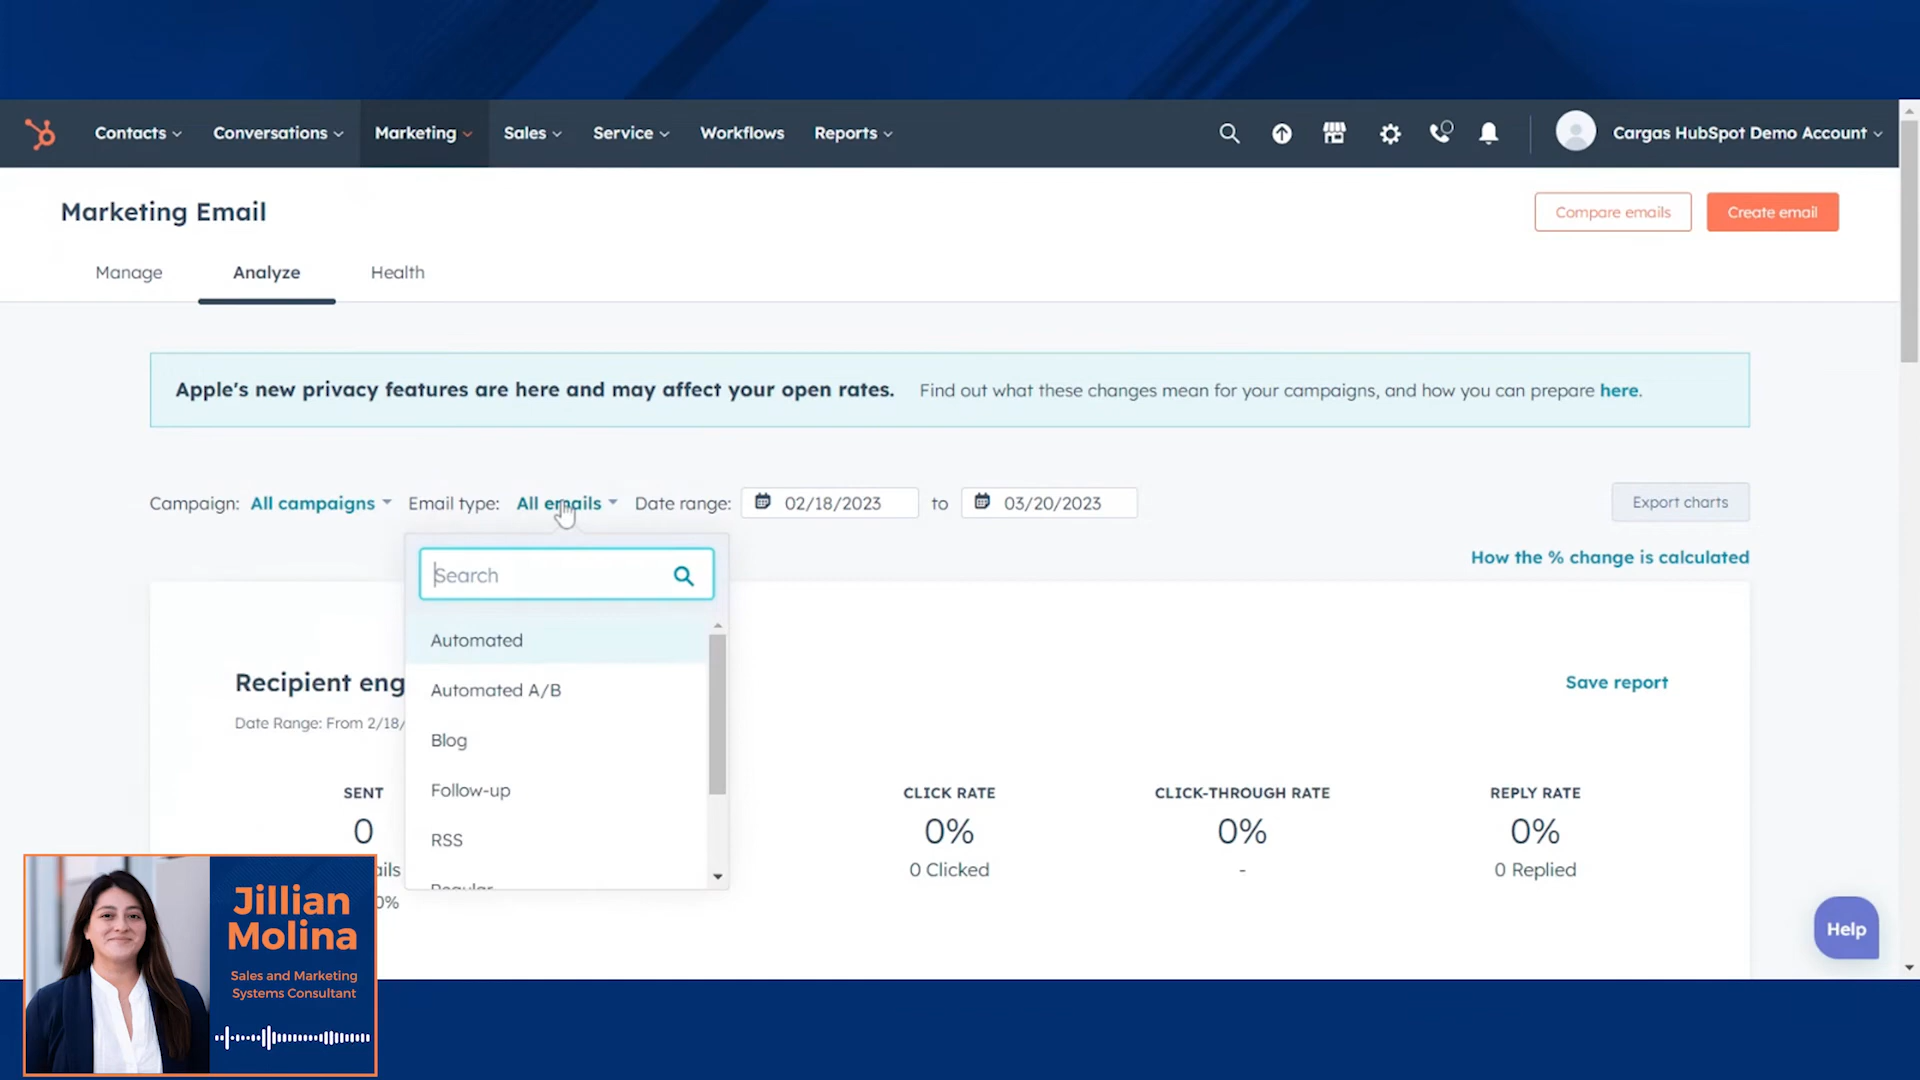 Contacts Conversations Marketing Sales Service Workflows Reports Cargas HubSpot Demo Account
Marketing Email
Compare emails
Create email
Manage Analyze Health
Apple's new privacy features are here and may affect your open rates. Find out what these changes mean for your campaigns, and how you can prepare here.
Campaign: All campaigns Email type: All emails Date range: 02/18/2023 to 03/20/2023
Export charts
How the % change is calculated
Search
Automated
Automated A/B
Blog
Follow-up
RSS
Regular
Recipient eng
Date Range: From 2/18/
Save report
SENT
0
ails
0%
CLICK RATE
0%
0 Clicked
CLICK-THROUGH RATE
0%
-
REPLY RATE
0%
0 Replied
Help
Jillian
Molina
Sales and Marketing
Systems Consultant